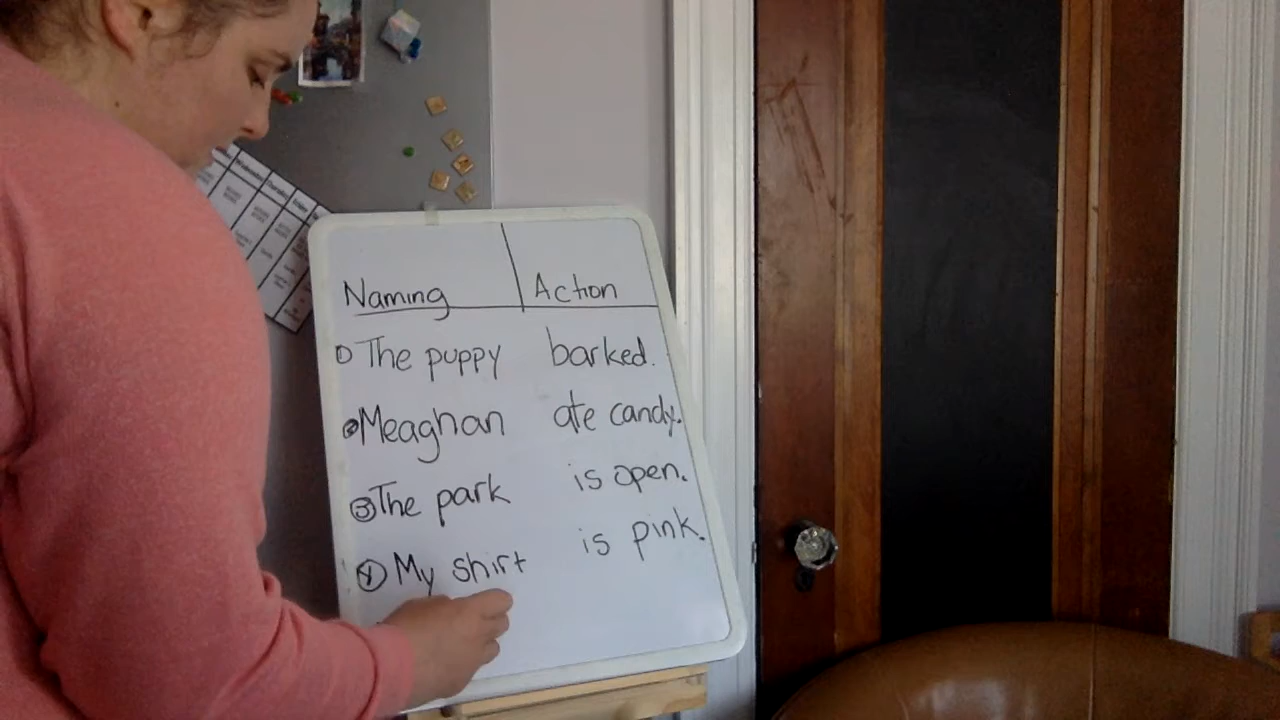 Naming Action
① The puppy barked.
② Meaghan ate candy.
③ The park is open.
④ My shirt is pink.